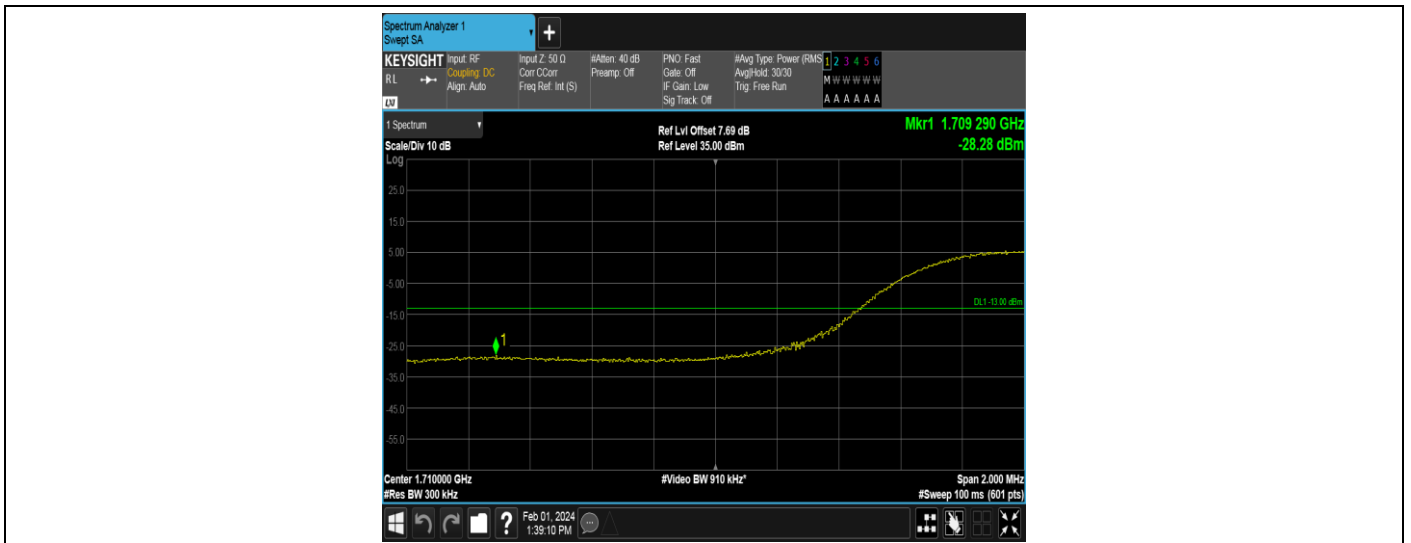 Spectrum Analyzer 1
Swept SA
+
KEYSIGHT Input: RF Input Z: 50 Ω #Atten: 40 dB PNO: Fast #Avg Type: Power (RMS 1 2 3 4 5 6
RL Coupling: DC Corr CCorr Preamp: Off Gate: Off Avg|Hold: 30/30 M W W W W W
Align: Auto Freq Ref: Int (S) IF Gain: Low Trig: Free Run
LXI Sig Track: Off A A A A A A
1 Spectrum Ref Lvl Offset 7.69 dB Mkr1 1.709 290 GHz
Scale/Div 10 dB Ref Level 35.00 dBm -28.28 dBm
Log
25.0
15.0
5.00
-5.00
DL1 -13.00 dBm
-15.0
1
-25.0
-35.0
-45.0
-55.0
Center 1.710000 GHz #Video BW 910 kHz* Span 2.000 MHz
#Res BW 300 kHz #Sweep 100 ms (601 pts)
? Feb 01, 2024
1:39:10 PM